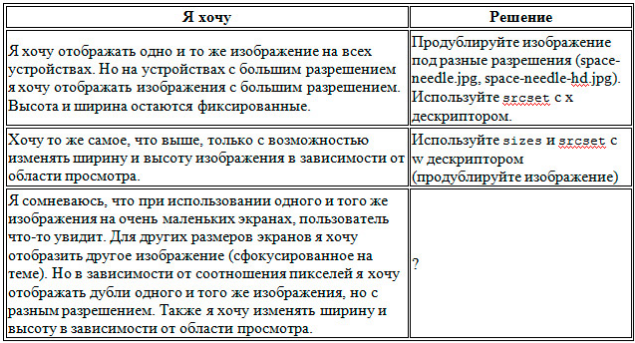 Я хочу
Решение
Я хочу отображать одно и то же изображение на всех
устройствах. Но на устройствах с большим разрешением
я хочу отображать изображения с большим разрешением.
Высота и ширина остаются фиксированные.
Продублируйте изображение
под разные разрешения (space-
needle.jpg, space-needle-hd.jpg).
Используйте srcset с x
дескриптором.
Хочу то же самое, что выше, только с возможностью
изменять ширину и высоту изображения в зависимости от
области просмотра.
Используйте sizes и srcset с
w дескриптором
(продублируйте изображение)
Я сомневаюсь, что при использовании одного и того же
изображения на очень маленьких экранах, пользователь
что-то увидит. Для других размеров экранов я хочу
отобразить другое изображение (сфокусированное на
теме). Но в зависимости от соотношения пикселей я хочу
отображать дубли одного и того же изображения, но с
разным разрешением. Также я хочу изменять ширину и
высоту в зависимости от области просмотра.
?